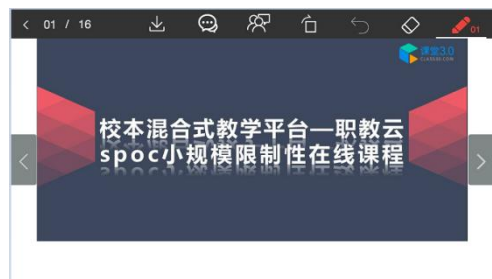 01 / 16
01
课堂3.0
校本混合式教学平台—职教云
spoc小规模限制性在线课程